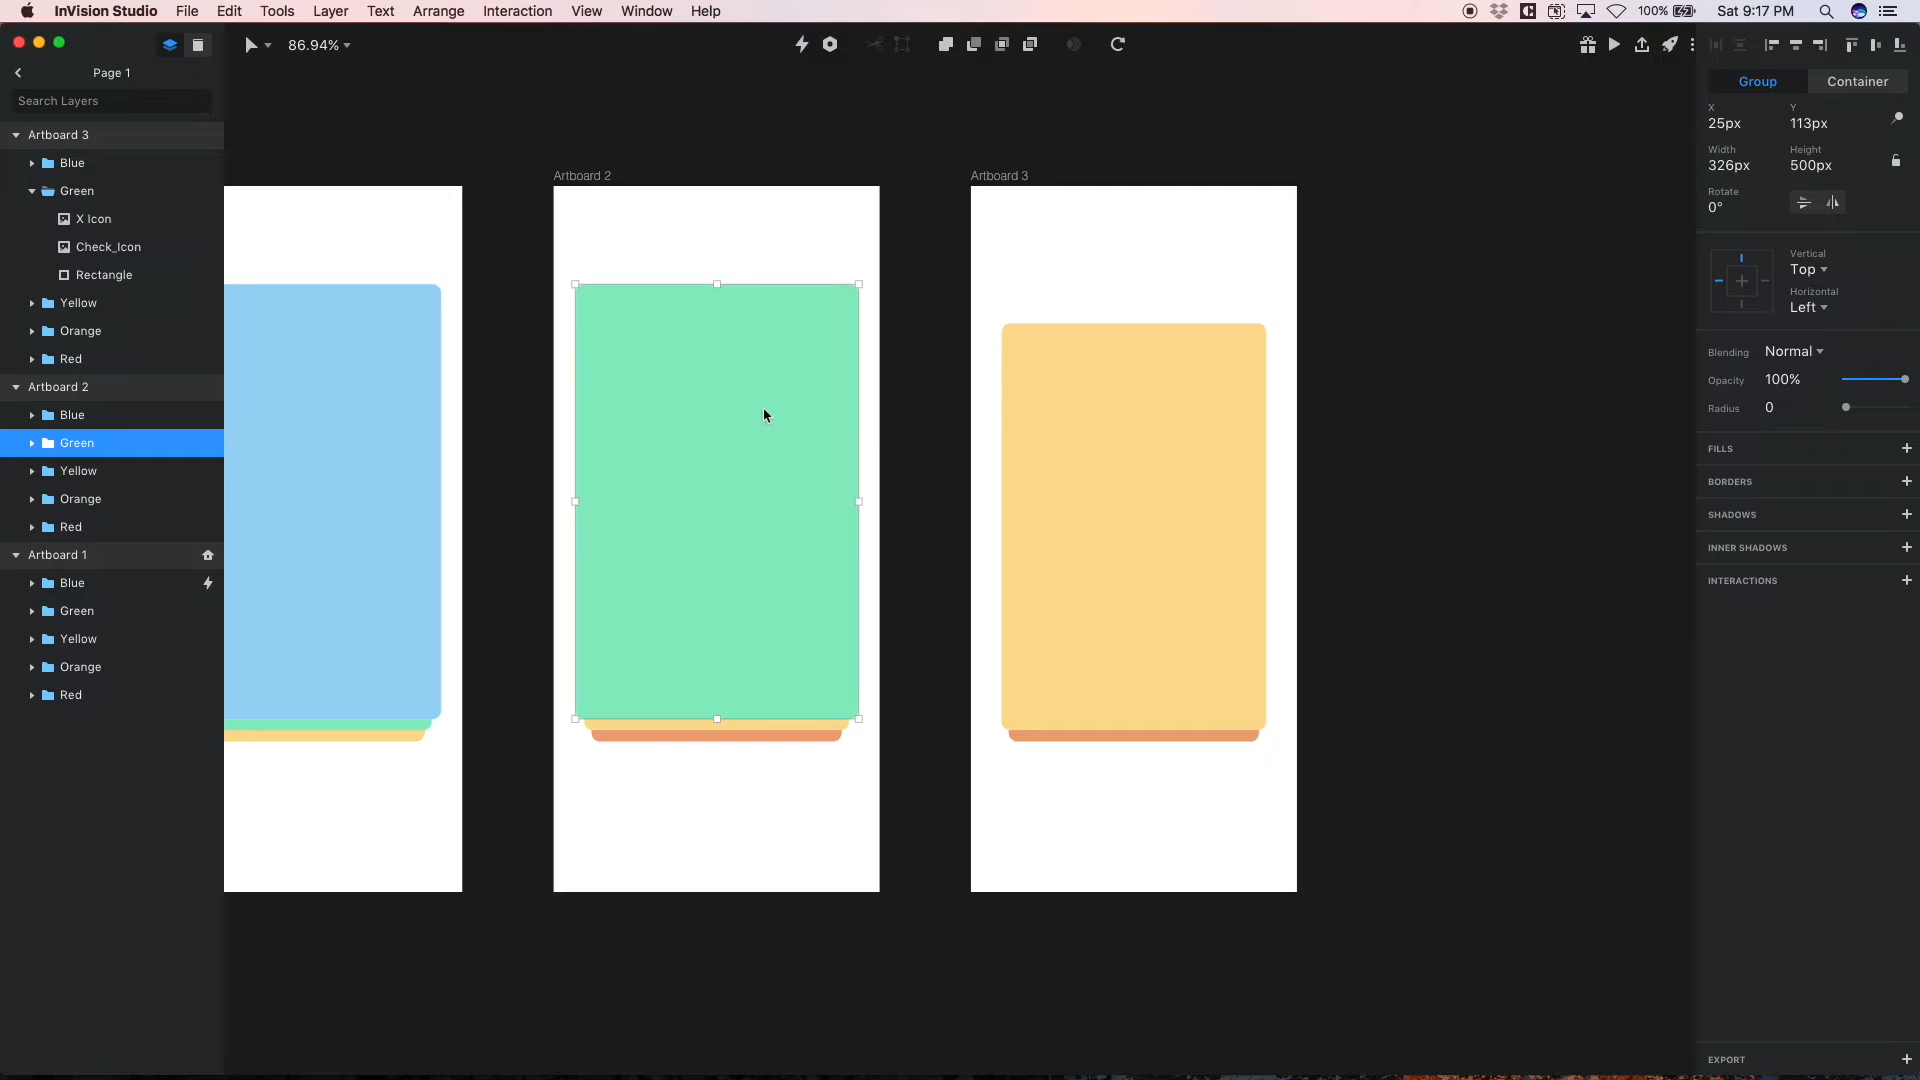 InVision Studio File Edit Tools Layer Text Arrange Interaction View Window Help 100% Sat 9:17 PM
86.94%
Page 1
Search Layers
Artboard 3
Blue
Green
X Icon
Check_Icon
Rectangle
Yellow
Orange
Red
Artboard 2
Blue
Green
Yellow
Orange
Red
Artboard 1
Blue
Green
Yellow
Orange
Red
Artboard 2
Artboard 3
Group Container
X Y
25px 113px
Width Height
326px 500px
Rotate
0°
Vertical
Top
Horizontal
Left
Blending Normal
Opacity 100%
Radius 0
FILLS
BORDERS
SHADOWS
INNER SHADOWS
INTERACTIONS
EXPORT